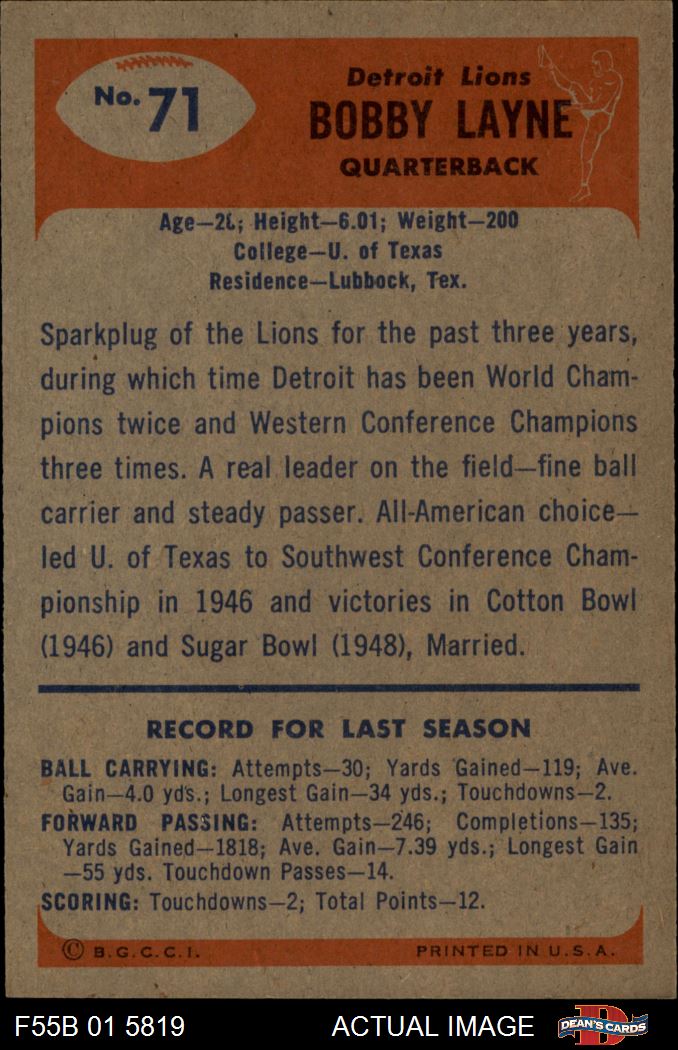 No. 71
Detroit Lions
BOBBY LAYNE
QUARTERBACK
Height—6.01; Weight—200
College—U. of Texas
Residence—Lubbock, Tex.
Sparkplug of the Lions for the past three years,
during which time Detroit has been World Cham-
pions twice and Western Conference Champions
three times. A real leader on the field—fine ball
carrier and steady passer. All-American choice—
led U. of Texas to Southwest Conference Cham-
pionship in 1946 and victories in Cotton Bowl
(1946) and Sugar Bowl (1948), Married.
RECORD FOR LAST SEASON
BALL CARRYING: Attempts—30; Yards Gained—119; Ave.
Gain—4.0 yds.; Longest Gain—34 yds.; Touchdowns—2.
FORWARD PASSING: Attempts—246; Completions—135;
Yards Gained—1818; Ave. Gain—7.39 yds.; Longest Gain
—55 yds. Touchdown Passes—14.
SCORING: Touchdowns—2; Total Points—12.
© B.G.C.C.I. PRINTED IN U.S.A.
F55B 01 5819 ACTUAL IMAGE D DEAN'S CARDS